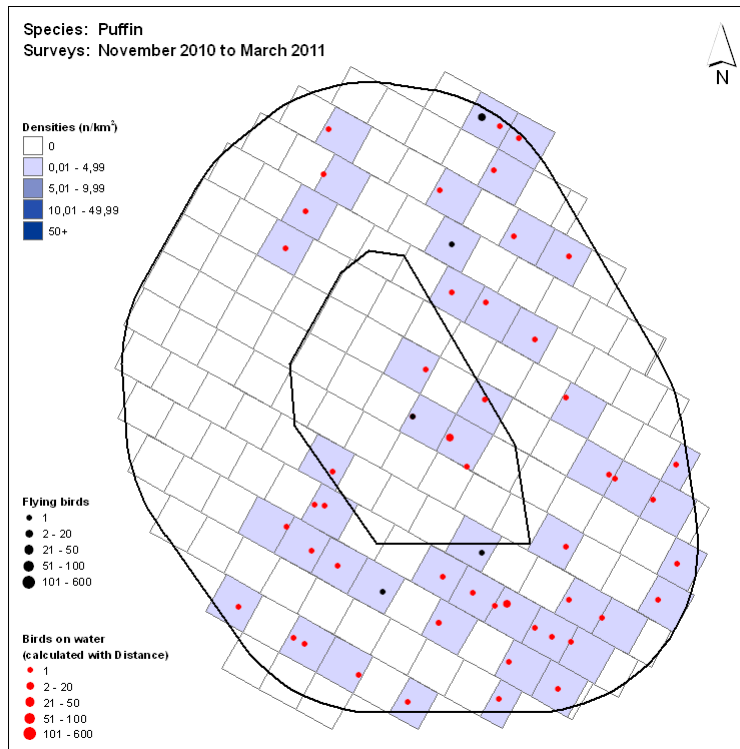 Species: Puffin
Surveys: November 2010 to March 2011
N
Densities (n/km²)
0
0,01 - 4,99
5,01 - 9,99
10,01 - 49,99
50+
Flying birds
1
2 - 20
21 - 50
51 - 100
101 - 600
Birds on water
(calculated with Distance)
1
2 - 20
21 - 50
51 - 100
101 - 600